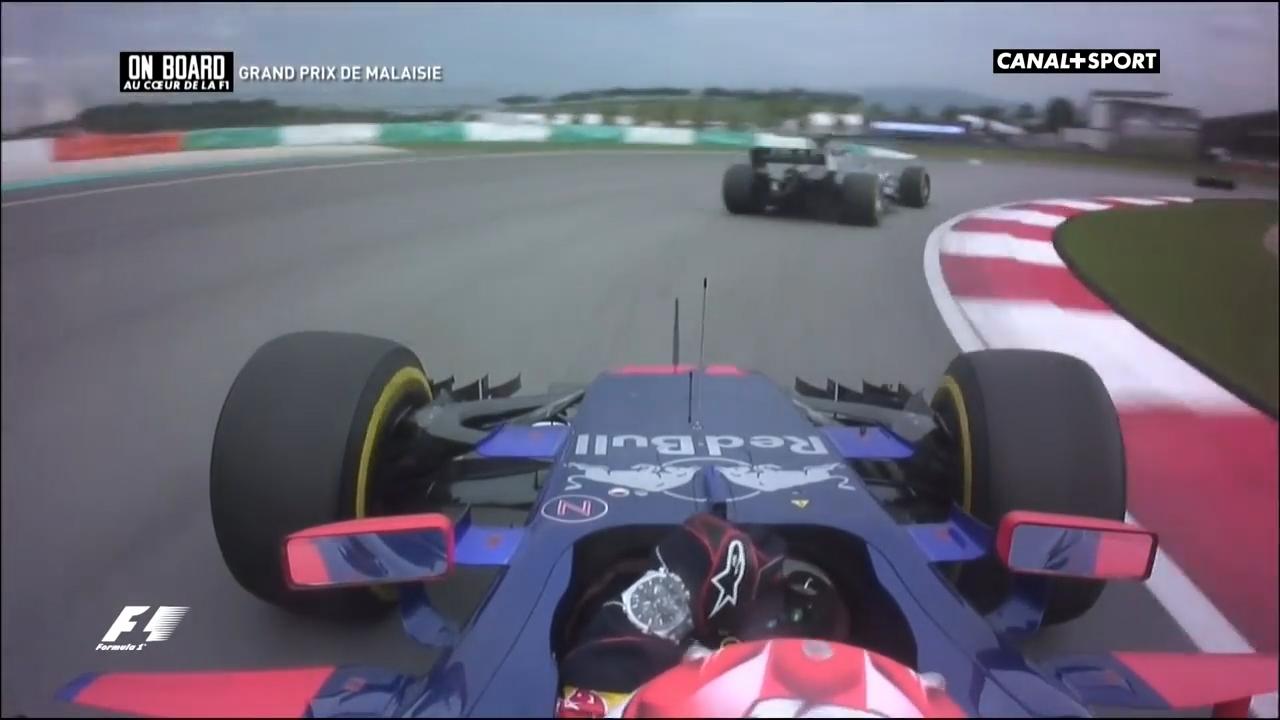 ON BOARD
AU CŒUR DE LA F1
GRAND PRIX DE MALAISIE
CANAL+SPORT
Red Bull
F1
Formula 1